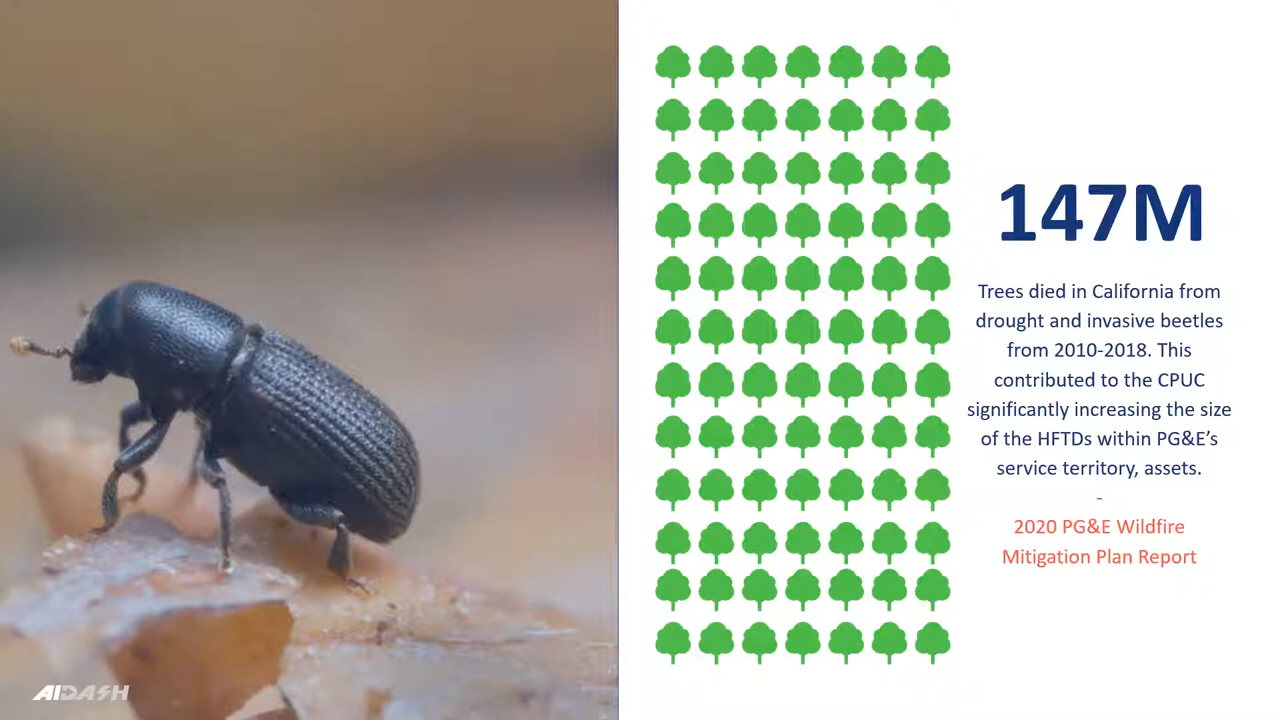 147M
Trees died in California from
drought and invasive beetles
from 2010-2018. This
contributed to the CPUC
significantly increasing the size
of the HFTDs within PG&E’s
service territory, assets.
-
2020 PG&E Wildfire
Mitigation Plan Report
AIDASH